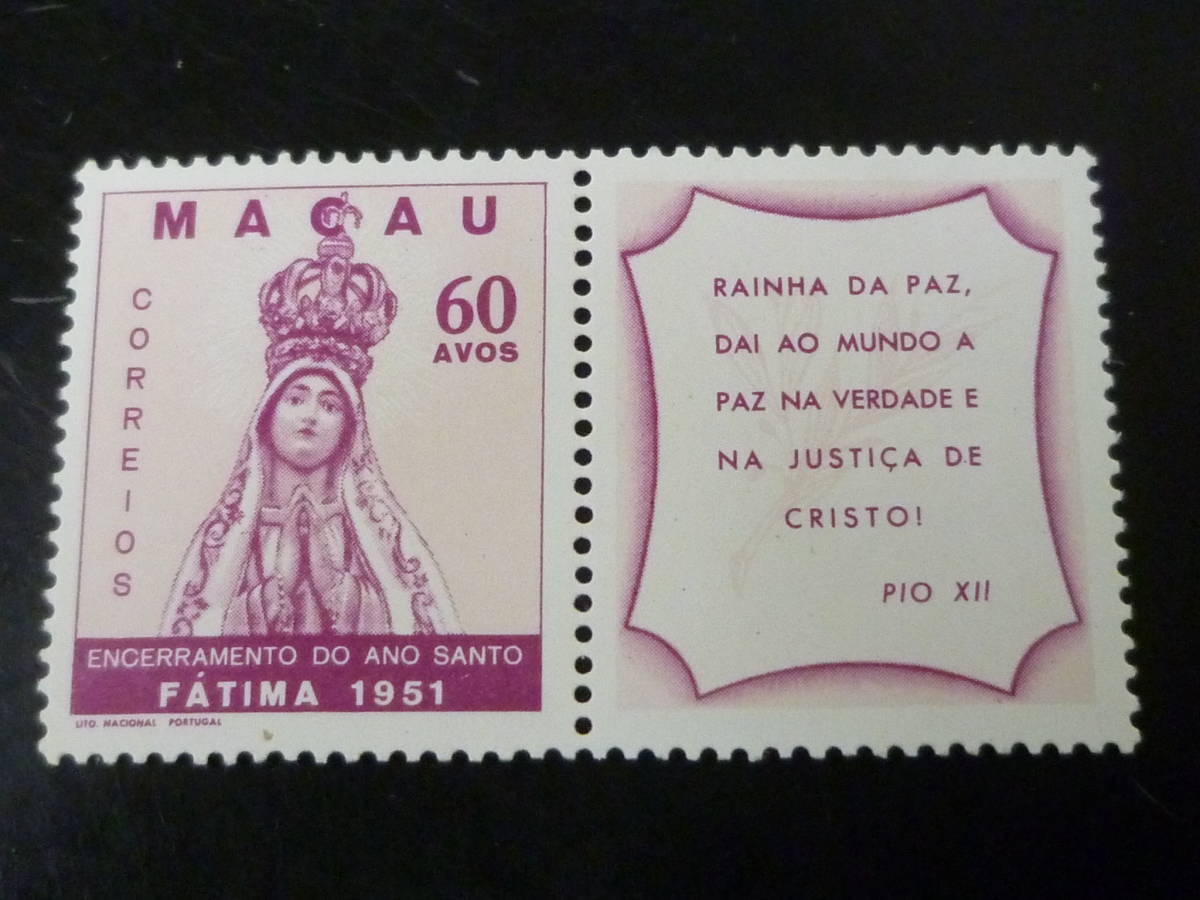 MACAU
CORREIOS
60
AVOS
ENCERRAMENTO DO ANO SANTO
FÁTIMA 1951
LITO. NACIONAL PORTUGAL
RAINHA DA PAZ,
DAI AO MUNDO A
PAZ NA VERDADE E
NA JUSTIÇA DE
CRISTO!
PIO XII